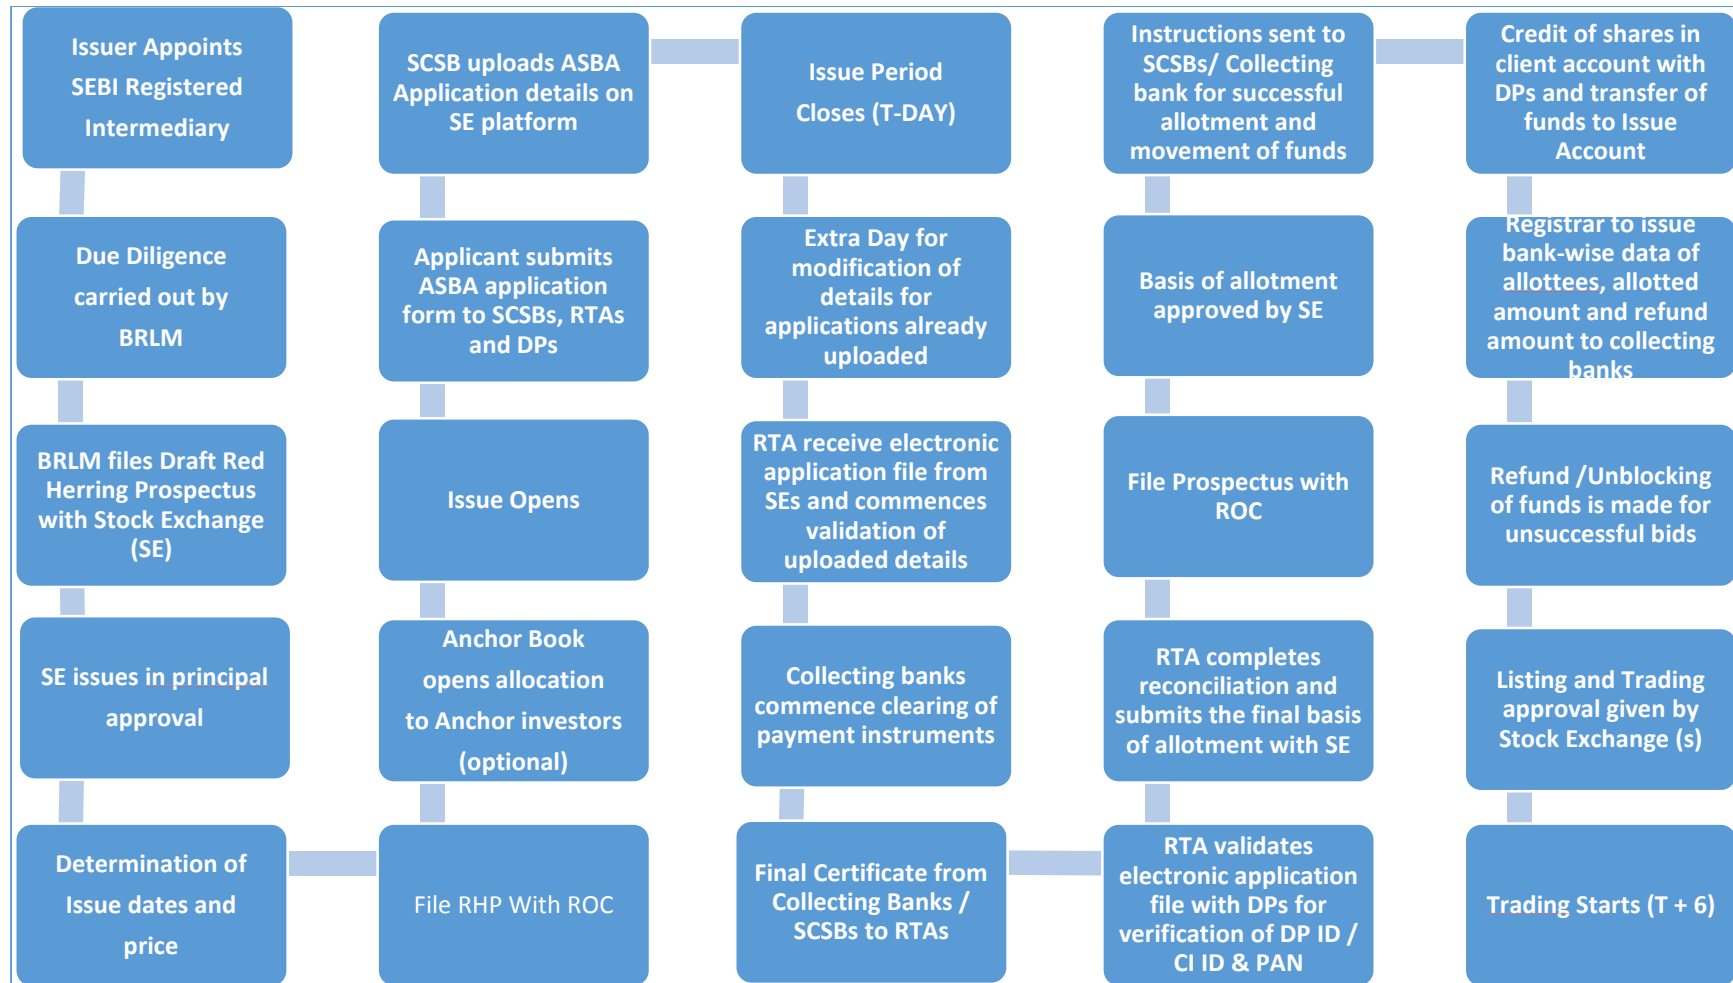 Issuer Appoints
SEBI Registered
Intermediary
Due Diligence
carried out by
BRLM
BRLM files Draft Red
Herring Prospectus
with Stock Exchange
(SE)
SE issues in principal
approval
Determination of
Issue dates and
price
File RHP With ROC
Anchor Book
opens allocation
to Anchor investors
(optional)
Issue Opens
Applicant submits
ASBA application
form to SCSBs, RTAs
and DPs
SCSB uploads ASBA
Application details on
SE platform
Issue Period
Closes (T-DAY)
Extra Day for
modification of
details for
applications already
uploaded
RTA receive electronic
application file from
SEs and commences
validation of
uploaded details
Collecting banks
commence clearing of
payment instruments
Final Certificate from
Collecting Banks /
SCSBs to RTAs
RTA validates
electronic application
file with DPs for
verification of DP ID /
CI ID & PAN
RTA completes
reconciliation and
submits the final basis
of allotment with SE
File Prospectus with
ROC
Basis of allotment
approved by SE
Instructions sent to
SCSBs/ Collecting
bank for successful
allotment and
movement of funds
Credit of shares in
client account with
DPs and transfer of
funds to Issue
Account
Registrar to issue
bank-wise data of
allottees, allotted
amount and refund
amount to collecting
banks
Refund /Unblocking
of funds is made for
unsuccessful bids
Listing and Trading
approval given by
Stock Exchange (s)
Trading Starts (T + 6)